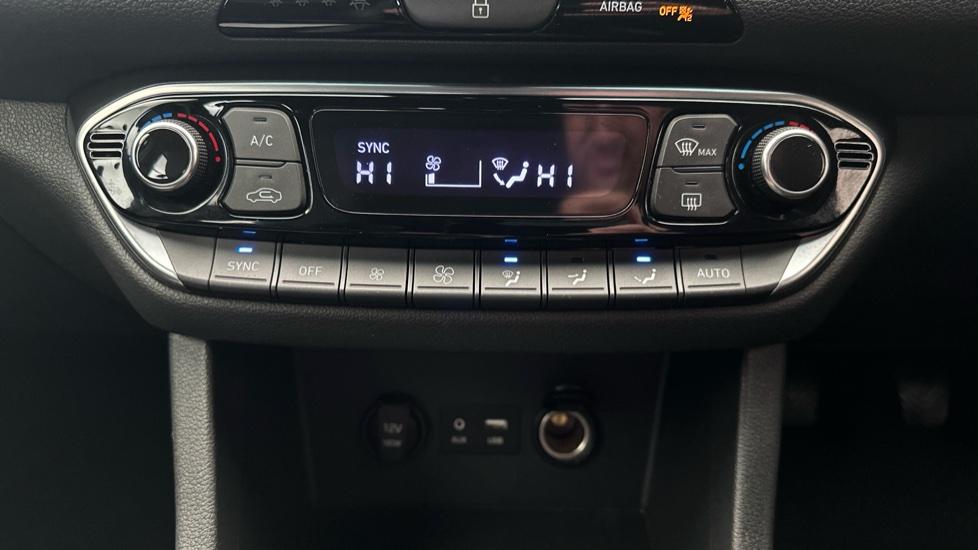 AIRBAG OFF
A/C
SYNC
HI HI
MAX
SYNC OFF AUTO
12V
AUX USB